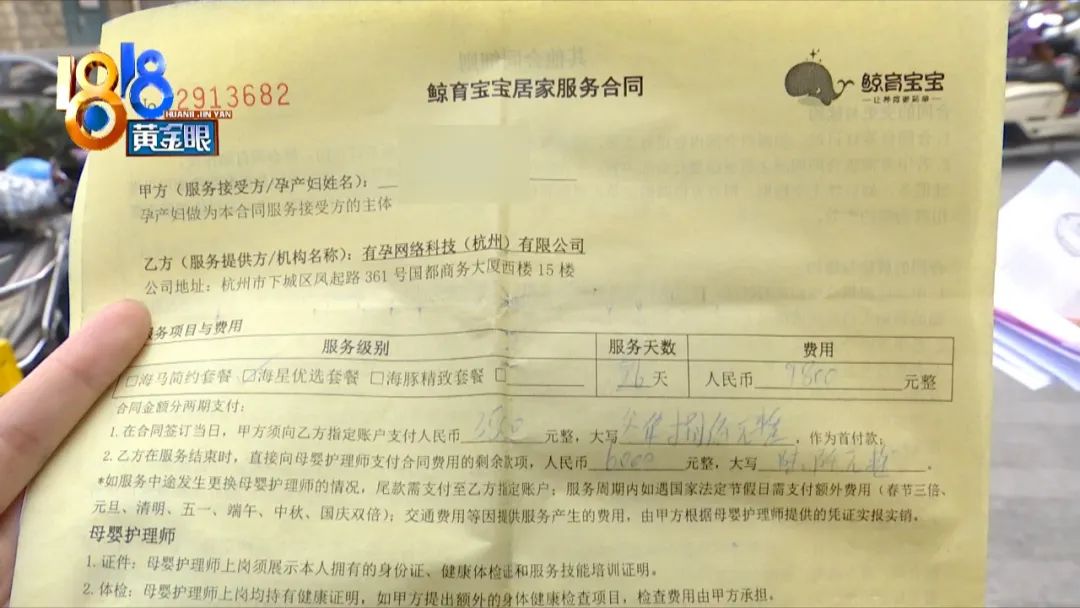 1818
HUANG JIN YAN
黄金眼
No 2913682
鲸育宝宝居家服务合同
鲸育宝宝
让养育更简单
甲方（服务接受方/孕产妇姓名）：
孕产妇做为本合同服务接受方的主体
乙方（服务提供方/机构名称）：有孕网络科技（杭州）有限公司
公司地址：杭州市下城区凤起路 361 号国都商务大厦西楼 15 楼
服务项目与费用
服务级别 服务天数 费用
□海马简约套餐 ☑海星优选套餐 □海豚精致套餐 □ 26 天 人民币 9800 元整
合同金额分两期支付：
1.在合同签订当日，甲方须向乙方指定账户支付人民币 元整，大写 ，作为首付款；
2.乙方在服务结束时，直接向母婴护理师支付合同费用的剩余款项，人民币 6000 元整，大写 。
*如服务中途发生更换母婴护理师的情况，尾款需支付至乙方指定账户；服务周期内如遇国家法定节假日需支付额外费用（春节三倍、
元旦、清明、五一、端午、中秋、国庆双倍）；交通费用等因提供服务产生的费用，由甲方根据母婴护理师提供的凭证实报实销。
母婴护理师
1.证件：母婴护理师上岗须展示本人拥有的身份证、健康体检证和服务技能培训证明。
2.体检：母婴护理师上岗均持有健康证明，如甲方提出额外的身体健康检查项目，检查费用由甲方承担。